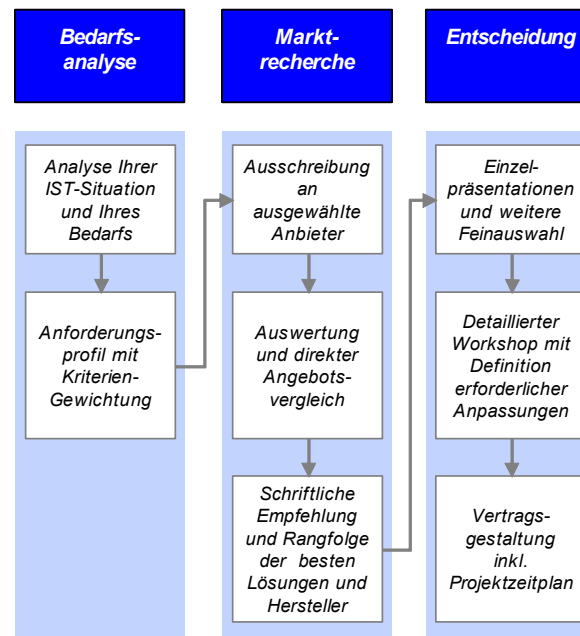 Bedarfs-
analyse
Markt-
recherche
Entscheidung
Analyse Ihrer
IST-Situation
und Ihres
Bedarfs
Anforderungs-
profil mit
Kriterien-
Gewichtung
Ausschreibung
an
ausgewählte
Anbieter
Auswertung
und direkter
Angebots-
vergleich
Schriftliche
Empfehlung
und Rangfolge
der besten
Lösungen und
Hersteller
Einzel-
präsentationen
und weitere
Feinauswahl
Detaillierter
Workshop mit
Definition
erforderlicher
Anpassungen
Vertrags-
gestaltung
inkl.
Projektzeitplan